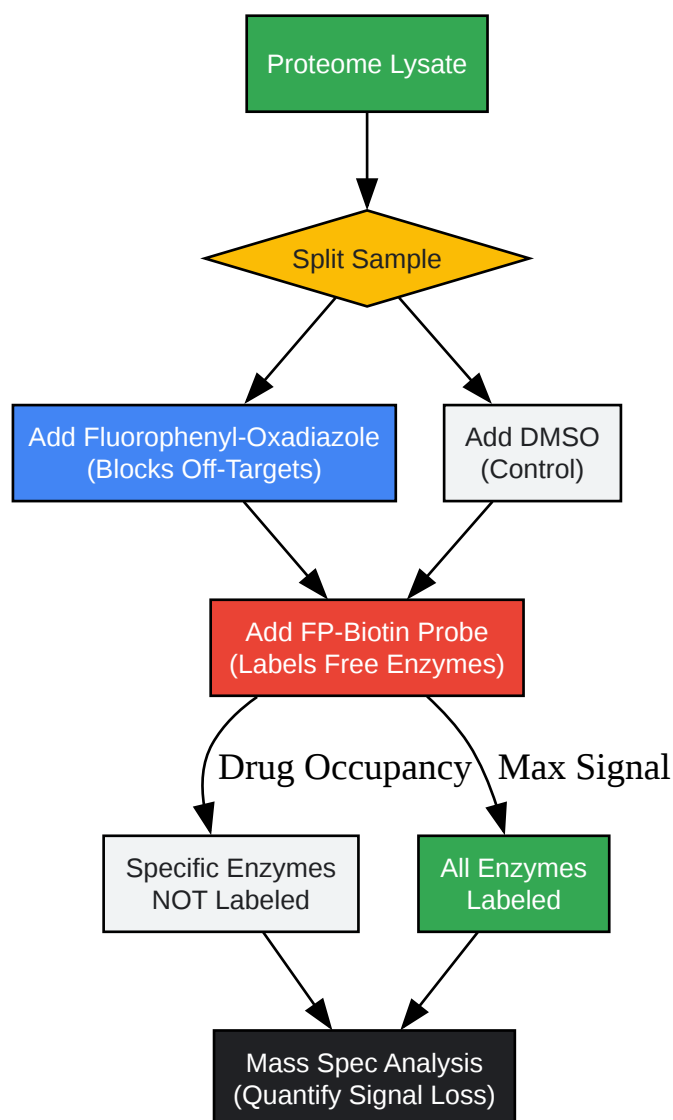 Proteome Lysate
Split Sample
Add Fluorophenyl-Oxadiazole
(Blocks Off-Targets)
Add DMSO
(Control)
Add FP-Biotin Probe
(Labels Free Enzymes)
Drug Occupancy
Max Signal
Specific Enzymes
NOT Labeled
All Enzymes
Labeled
Mass Spec Analysis
(Quantify Signal Loss)